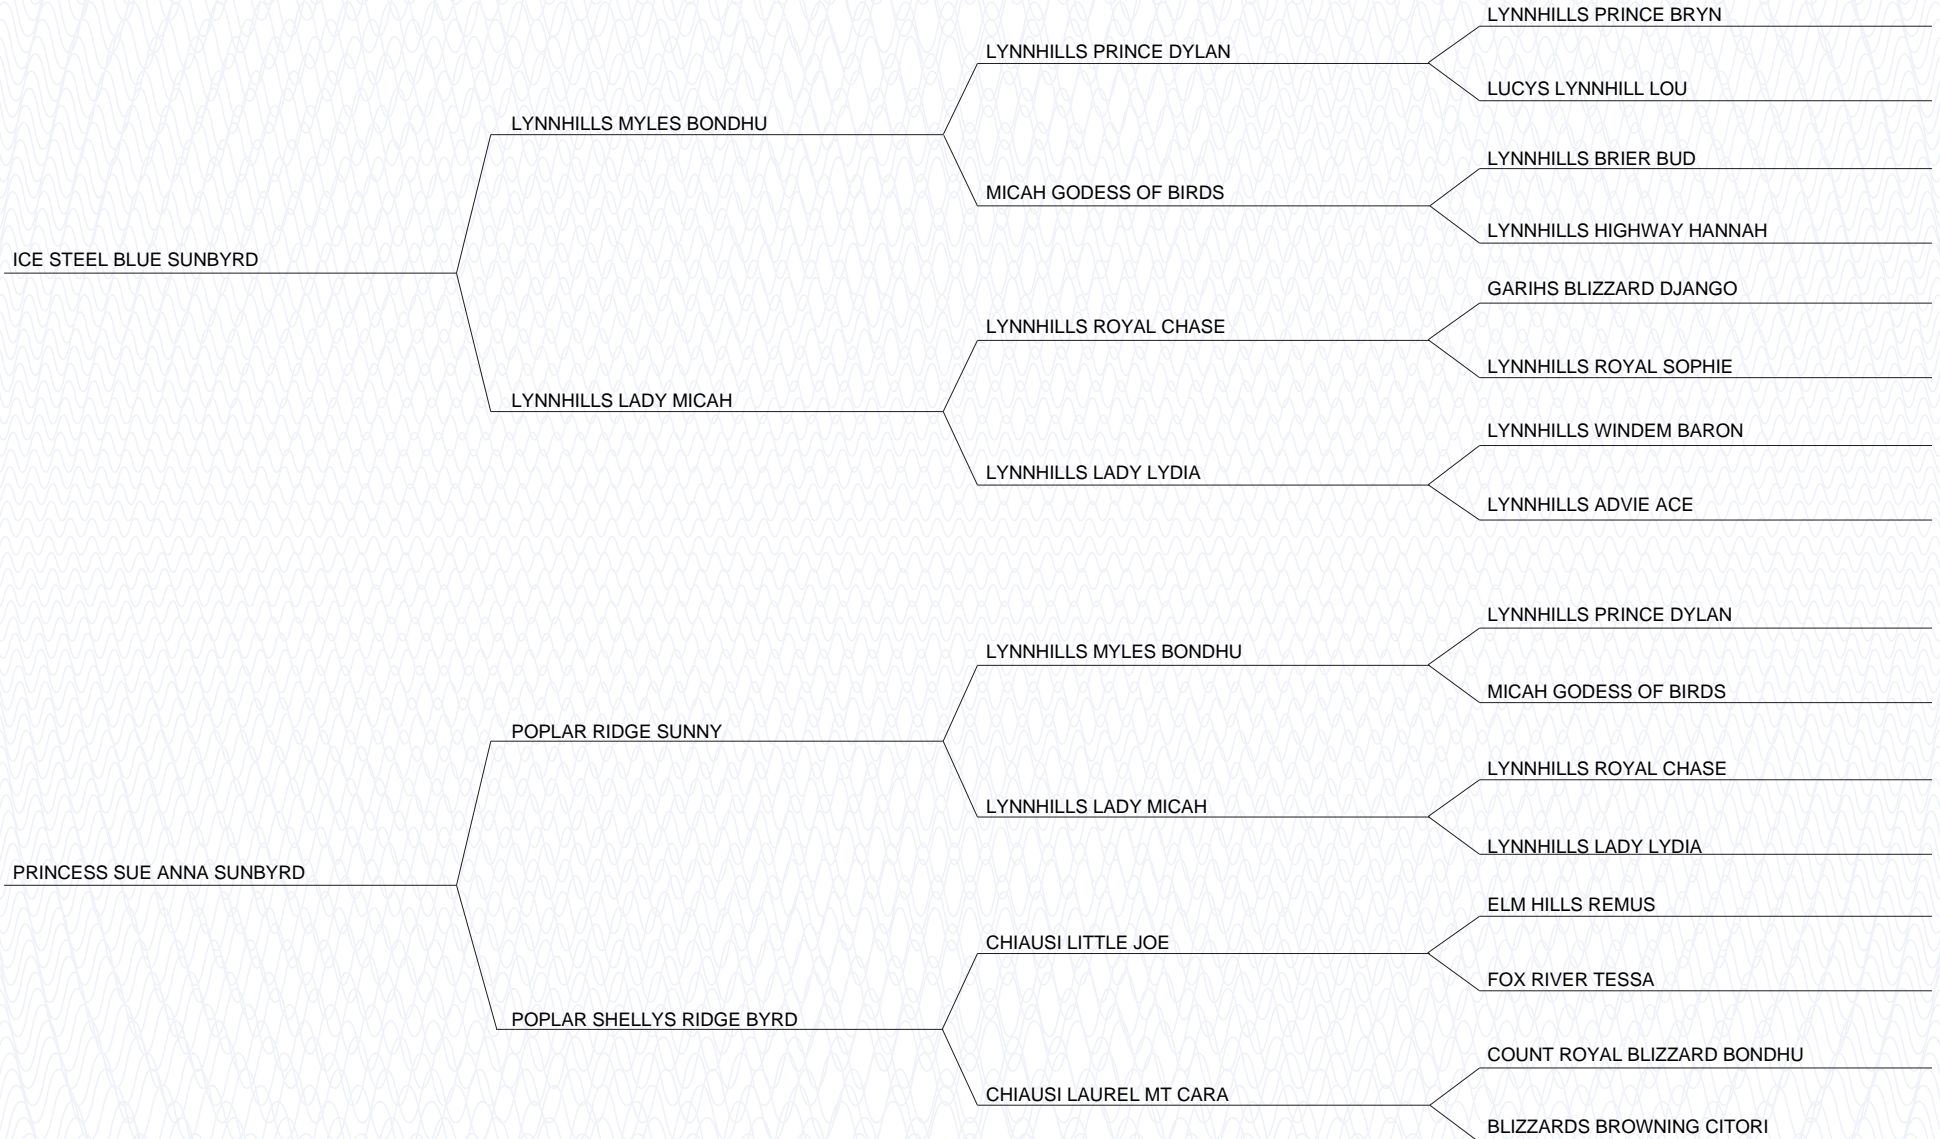 LYNNHILLS PRINCE BRYN
LYNNHILLS PRINCE DYLAN
LUCYS LYNNHILL LOU
LYNNHILLS MYLES BONDHU
LYNNHILLS BRIER BUD
MICAH GODESS OF BIRDS
LYNNHILLS HIGHWAY HANNAH
ICE STEEL BLUE SUNBYRD
GARIHS BLIZZARD DJANGO
LYNNHILLS ROYAL CHASE
LYNNHILLS ROYAL SOPHIE
LYNNHILLS LADY MICAH
LYNNHILLS WINDEM BARON
LYNNHILLS LADY LYDIA
LYNNHILLS ADVIE ACE
LYNNHILLS PRINCE DYLAN
LYNNHILLS MYLES BONDHU
MICAH GODESS OF BIRDS
POPLAR RIDGE SUNNY
LYNNHILLS ROYAL CHASE
LYNNHILLS LADY MICAH
LYNNHILLS LADY LYDIA
PRINCESS SUE ANNA SUNBYRD
ELM HILLS REMUS
CHIAUSI LITTLE JOE
FOX RIVER TESSA
POPLAR SHELLYS RIDGE BYRD
COUNT ROYAL BLIZZARD BONDHU
CHIAUSI LAUREL MT CARA
BLIZZARDS BROWNING CITORI